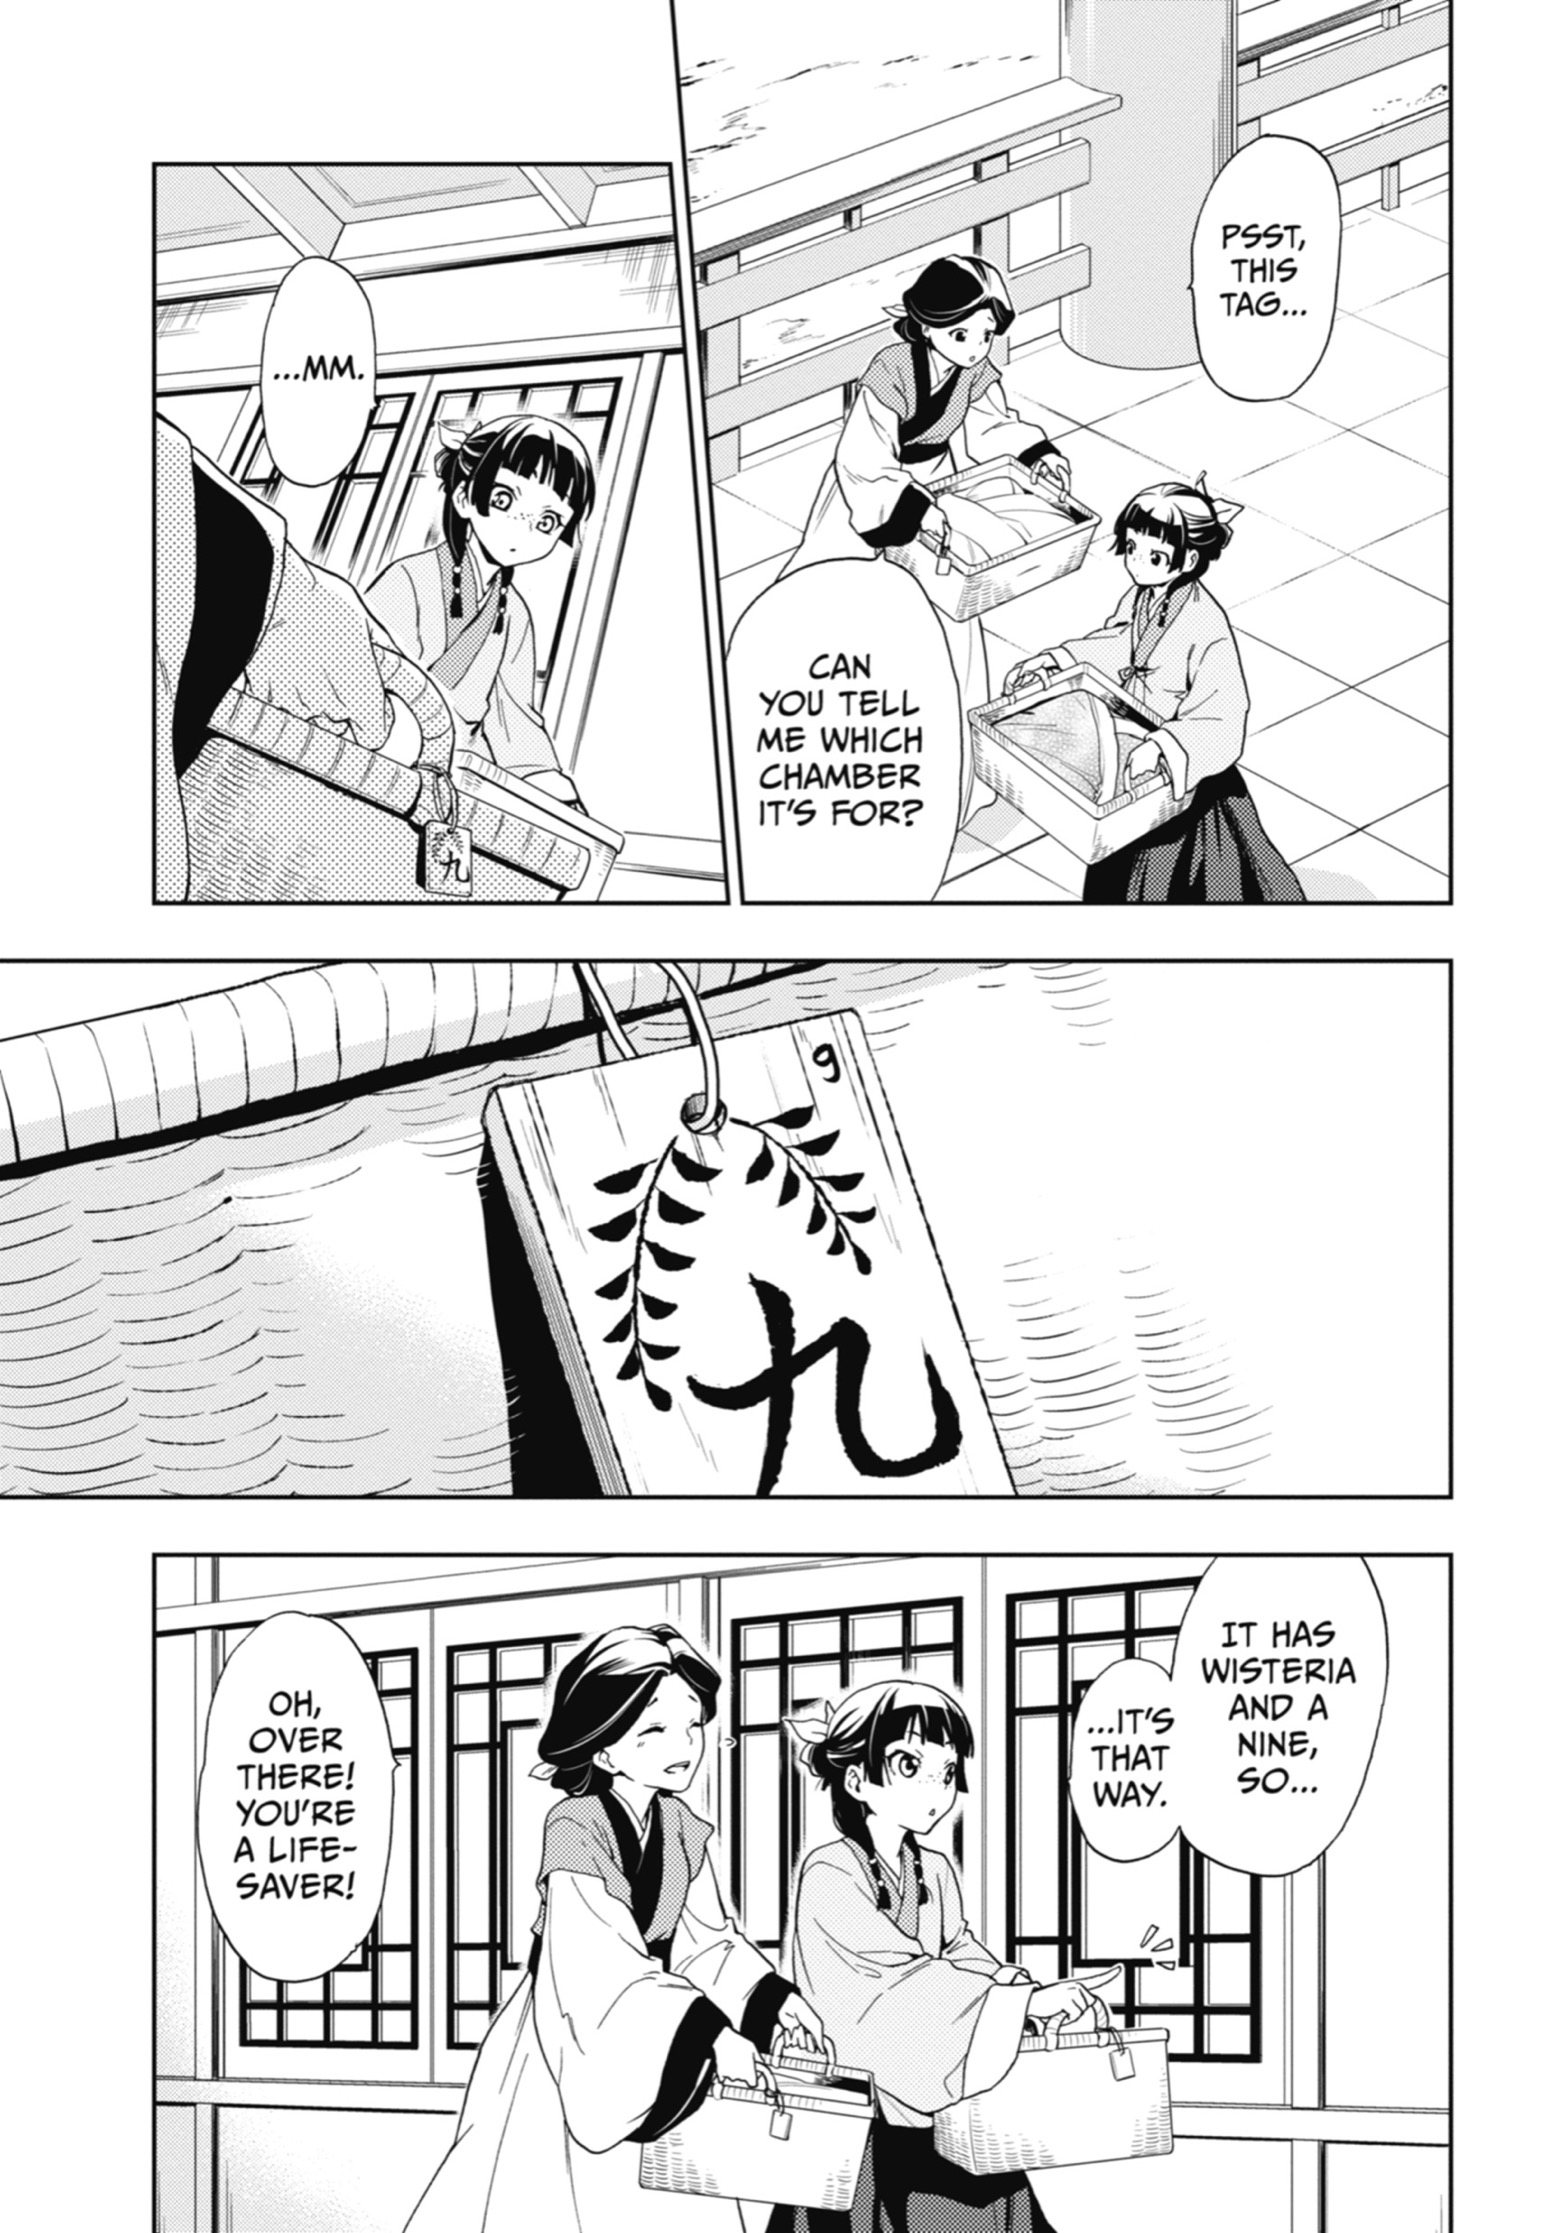 PSST,
THIS
TAG...
CAN
YOU TELL
ME WHICH
CHAMBER
IT'S FOR?
...MM.
九
9
九
IT HAS
WISTERIA
AND A
NINE,
SO...
...IT'S
THAT
WAY.
OH,
OVER
THERE!
YOU'RE
A LIFE-
SAVER!